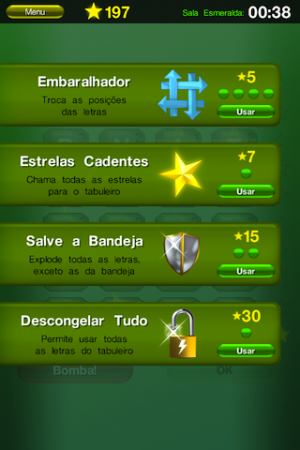 Menu
197
Sala Esmeralda: 00:38
Embaralhador
Troca as posições
das letras
5
Usar
Estrelas Cadentes
Chama todas as estrelas
para o tabuleiro
7
Usar
Salve a Bandeja
Explode todas as letras,
exceto as da bandeja
15
Usar
Descongelar Tudo
Permite usar todas
as letras do tabuleiro
30
Usar
Bomba!
OK